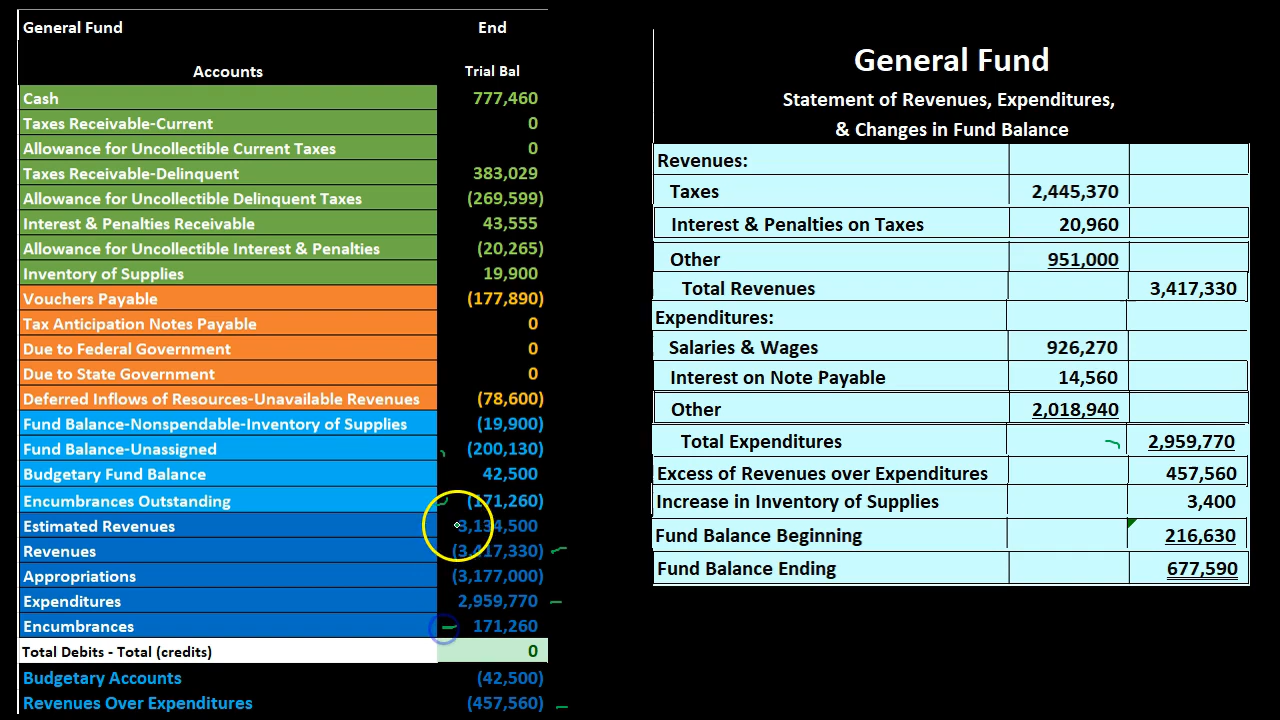 General Fund End
Accounts Trial Bal
Cash 777,460
Taxes Receivable-Current 0
Allowance for Uncollectible Current Taxes 0
Taxes Receivable-Delinquent 383,029
Allowance for Uncollectible Delinquent Taxes (269,599)
Interest & Penalties Receivable 43,555
Allowance for Uncollectible Interest & Penalties (20,265)
Inventory of Supplies 19,900
Vouchers Payable (177,890)
Tax Anticipation Notes Payable 0
Due to Federal Government 0
Due to State Government 0
Deferred Inflows of Resources-Unavailable Revenues (78,600)
Fund Balance-Nonspendable-Inventory of Supplies (19,900)
Fund Balance-Unassigned (200,130)
Budgetary Fund Balance 42,500
Encumbrances Outstanding (171,260)
Estimated Revenues 3,134,500
Revenues (3,417,330)
Appropriations (3,177,000)
Expenditures 2,959,770
Encumbrances 171,260
Total Debits - Total (credits) 0
Budgetary Accounts (42,500)
Revenues Over Expenditures (457,560)
General Fund
Statement of Revenues, Expenditures,
& Changes in Fund Balance
Revenues:
Taxes 2,445,370
Interest & Penalties on Taxes 20,960
Other 951,000
Total Revenues 3,417,330
Expenditures:
Salaries & Wages 926,270
Interest on Note Payable 14,560
Other 2,018,940
Total Expenditures 2,959,770
Excess of Revenues over Expenditures 457,560
Increase in Inventory of Supplies 3,400
Fund Balance Beginning 216,630
Fund Balance Ending 677,590